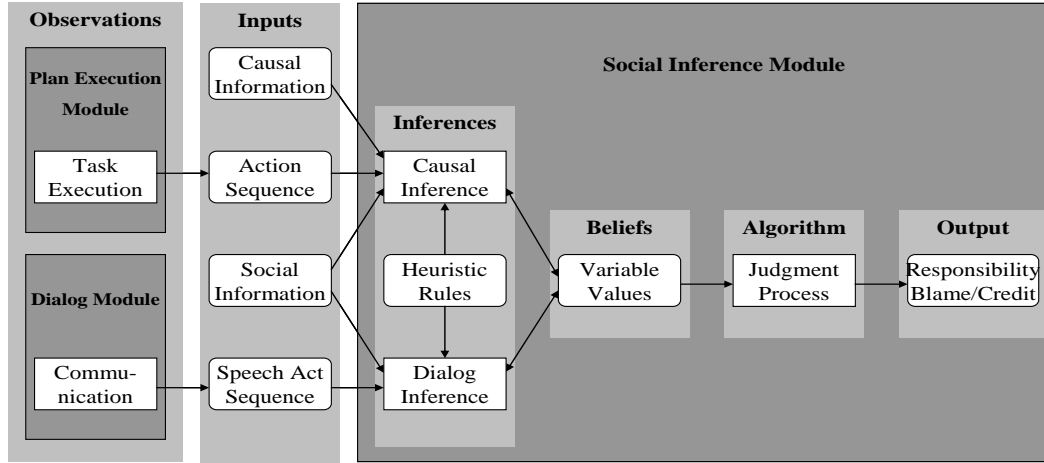 Observations
Inputs
Plan Execution
Module
Causal
Information
Social Inference Module
Inferences
Task
Execution
Action
Sequence
Causal
Inference
Beliefs
Algorithm
Output
Dialog Module
Social
Information
Heuristic
Rules
Variable
Values
Judgment
Process
Responsibility
Blame/Credit
Commu-
nication
Speech Act
Sequence
Dialog
Inference